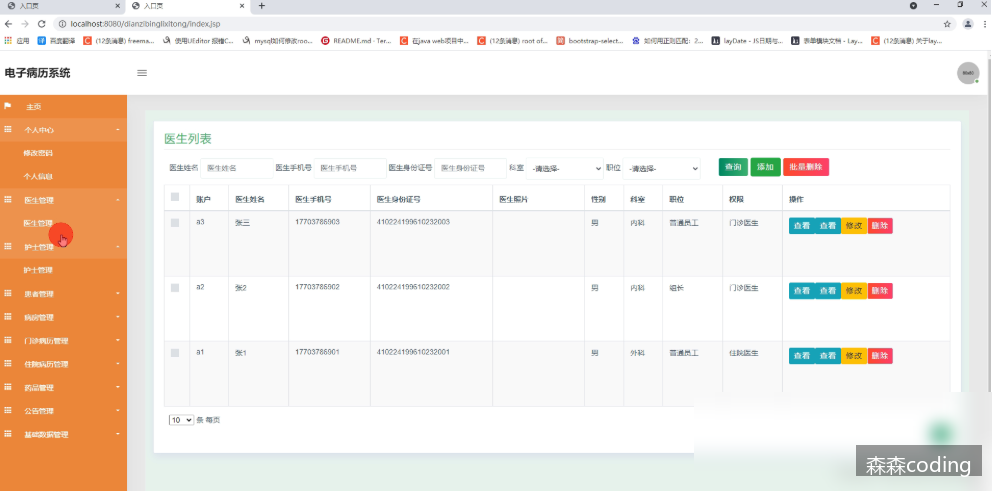 入口页 入口页
localhost:8080/dianzibinglixitong/index.jsp
应用 百度翻译 (12条消息) freema... 使用UEditor 报错C... mysql如何修改roo... README.md · Ter... 在java web项目中... (12条消息) root of... bootstrap-select... 如何用正则匹配：2... layDate - JS日期与... 表单模块文档 - Lay... (12条消息) 关于lay...
电子病历系统
主页
个人中心
修改密码
个人信息
医生管理
医生管理
护士管理
护士管理
患者管理
病房管理
门诊病历管理
住院病历管理
药品管理
公告管理
基础数据管理
医生列表
医生姓名 医生姓名 医生手机号 医生手机号 医生身份证号 医生身份证号 科室 -请选择- 职位 -请选择- 查询 添加 批量删除
账户 医生姓名 医生手机号 医生身份证号 医生照片 性别 科室 职位 权限 操作
a3 张三 17703786903 410224199610232003 男 内科 普通员工 门诊医生 查看 查看 修改 删除
a2 张2 17703786902 410224199610232002 男 内科 组长 门诊医生 查看 查看 修改 删除
a1 张1 17703786901 410224199610232001 男 外科 普通员工 住院医生 查看 查看 修改 删除
10 条 每页
森森coding